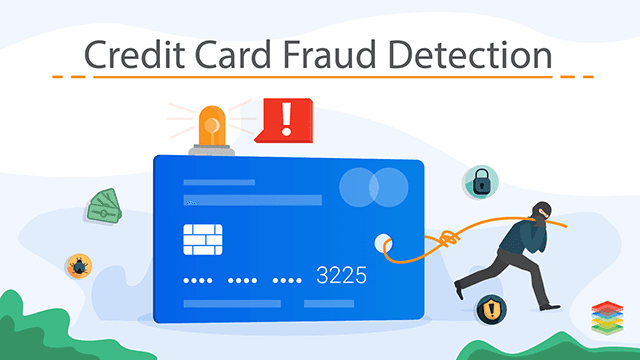 Credit Card Fraud Detection
!
•••• •••• •••• 3225
!